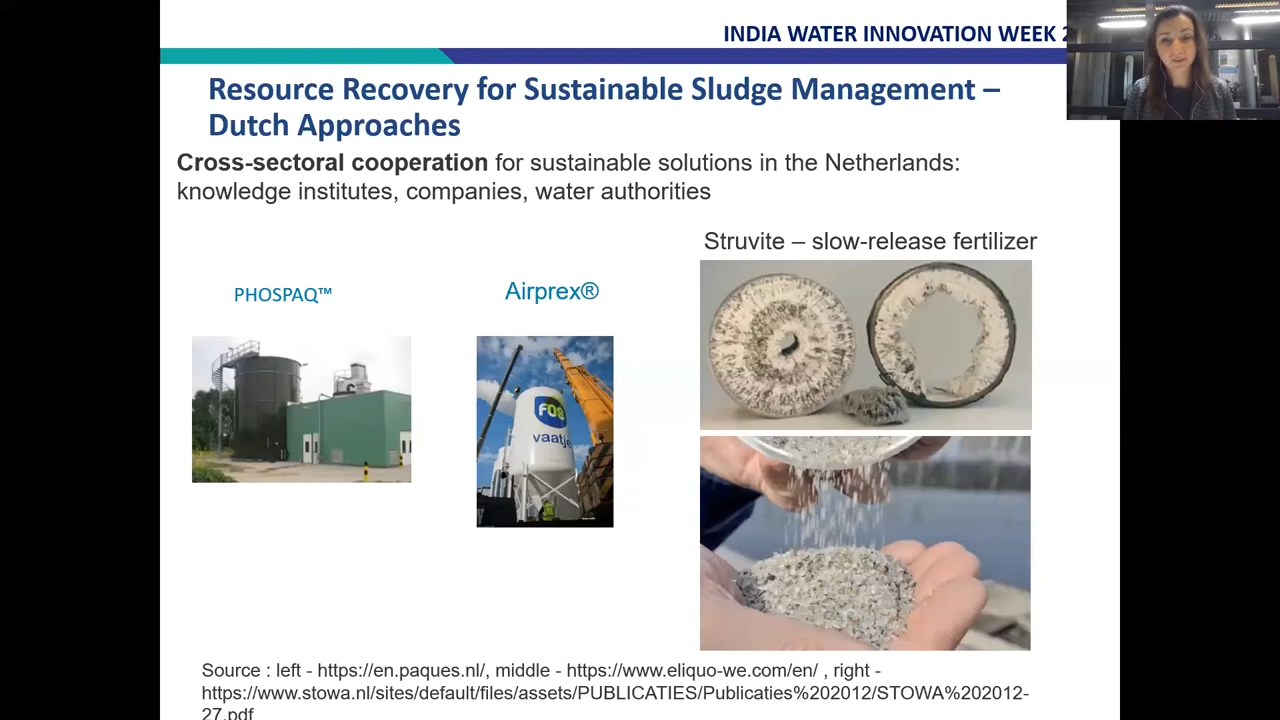 INDIA WATER INNOVATION WEEK 2
Resource Recovery for Sustainable Sludge Management –
Dutch Approaches
Cross-sectoral cooperation for sustainable solutions in the Netherlands:
knowledge institutes, companies, water authorities
Struvite – slow-release fertilizer
PHOSPAQ™
Airprex®
FOS
vaatje
Source : left - https://en.paques.nl/, middle - https://www.eliquo-we.com/en/ , right -
https://www.stowa.nl/sites/default/files/assets/PUBLICATIES/Publicaties%202012/STOWA%202012-
27.pdf